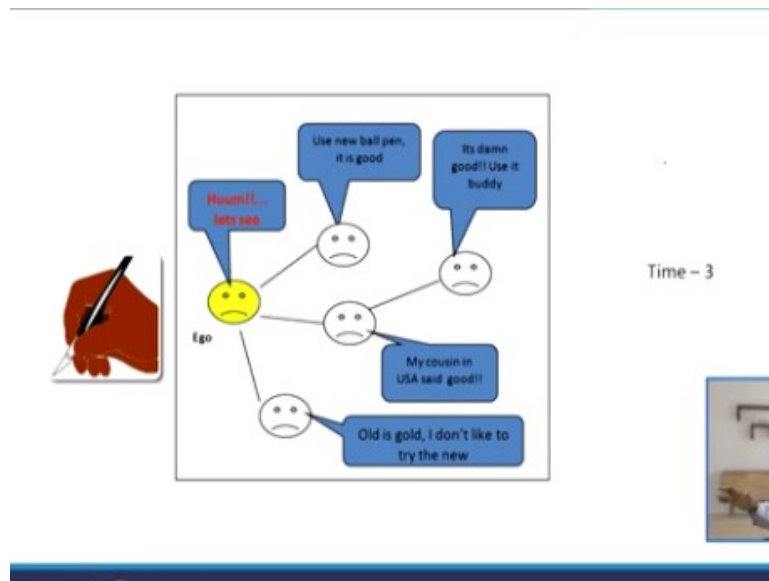 Use new ball pen,
it is good
Its damn
good!! Use it
buddy
Huum!!...
lets see
Time – 3
Ego
My cousin in
USA said good!!
Old is gold, I don't like to
try the new